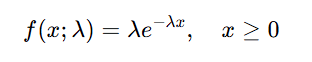 f(x; λ) = λe^{−λx}, x ≥ 0